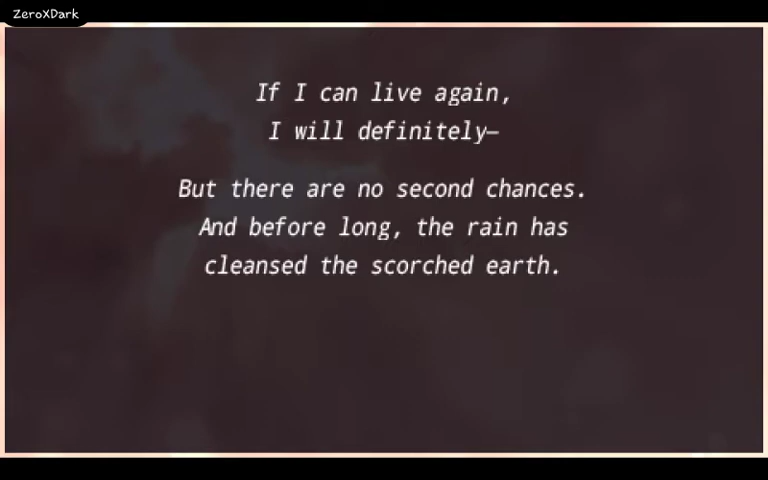 ZeroXDark
If I can live again,
I will definitely—
But there are no second chances.
And before long, the rain has
cleansed the scorched earth.